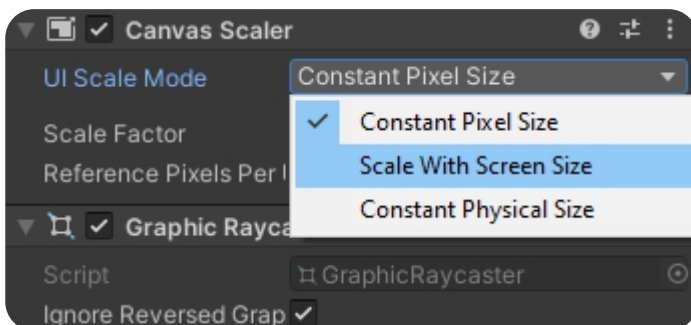 Canvas Scaler
UI Scale Mode
Constant Pixel Size
Constant Pixel Size
Scale Factor
Scale With Screen Size
Reference Pixels Per
Constant Physical Size
Graphic Rayca
Script
GraphicRaycaster
Ignore Reversed Grap